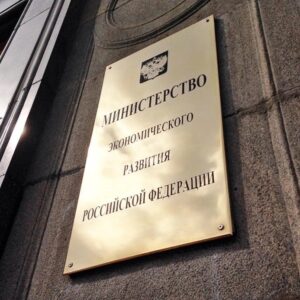 МИНИСТЕРСТВО
ЭКОНОМИЧЕСКОГО
РАЗВИТИЯ
РОССИЙСКОЙ ФЕДЕРАЦИИ